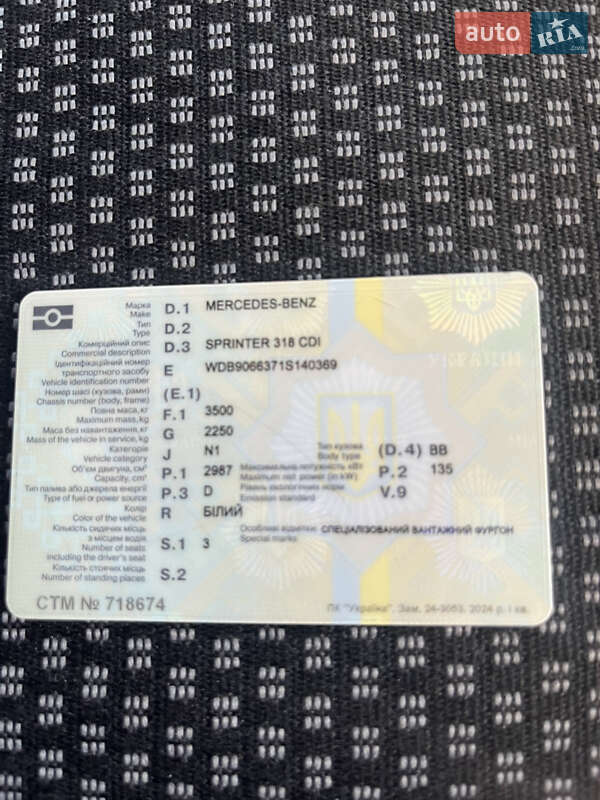 auto RIA.com
Марка D.1 MERCEDES-BENZ
Make
Тип D.2
Type
Комерційний опис D.3 SPRINTER 318 CDI
Commercial description
Ідентифікаційний номер
транспортного засобу E WDB9066371S140369
Vehicle identification number
Номер шасі (кузова, рами) (E.1)
Chassis number (body, frame)
Повна маса, кг F.1 3500
Maximum mass, kg
Маса без навантаження, кг G 2250
Mass of the vehicle in service, kg
Категорія J N1 Тип кузова (D.4) BB
Vehicle category Body type
Об'єм двигуна, см³ P.1 2987 Максимальна потужність кВт P.2 135
Capacity, cm³ Maximum net power (in kW)
Тип палива або джерела енергії P.3 D Рівень екологічних норм V.9
Type of fuel or power source Emission standard
Колір R БІЛИЙ
Color of the vehicle
Кількість сидячих місць Особливі відмітки: СПЕЦІАЛІЗОВАНИЙ ВАНТАЖНИЙ ФУРГОН
з місцем водія S.1 3 Special marks
Number of seats
including the driver's seat
Кількість стоячих місць S.2
Number of standing places
СТМ № 718674
ПК "Україна". Зам. 24-3053. 2024 р. І кв.